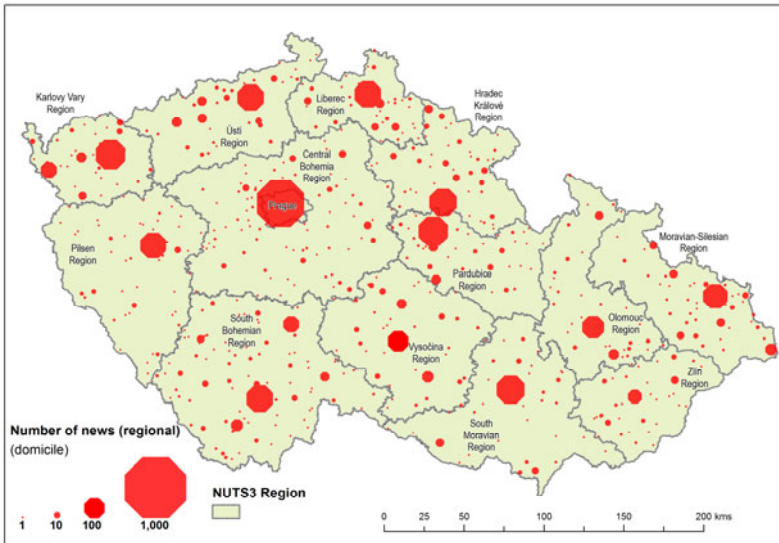 Karlovy Vary
Region
Ústí
Region
Liberec
Region
Hradec
Králové
Region
Central
Bohemia
Region
Prague
Pilsen
Region
Pardubice
Region
Moravian-Silesian
Region
South
Bohemian
Region
Vysočina
Region
Olomouc
Region
Zlín
Region
South
Moravian
Region
Number of news (regional)
(domicile)
1 10 100 1,000
NUTS3 Region
0 25 50 100 150 200 kms